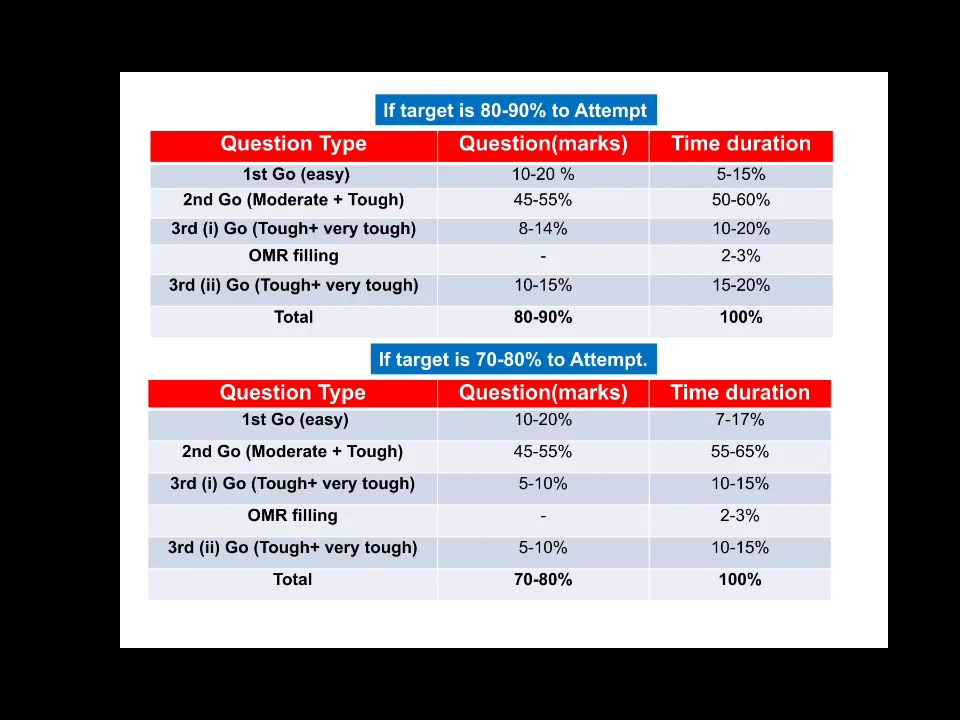 If target is 80-90% to Attempt
Question Type Question(marks) Time duration
1st Go (easy) 10-20 % 5-15%
2nd Go (Moderate + Tough) 45-55% 50-60%
3rd (i) Go (Tough+ very tough) 8-14% 10-20%
OMR filling - 2-3%
3rd (ii) Go (Tough+ very tough) 10-15% 15-20%
Total 80-90% 100%
If target is 70-80% to Attempt.
Question Type Question(marks) Time duration
1st Go (easy) 10-20% 7-17%
2nd Go (Moderate + Tough) 45-55% 55-65%
3rd (i) Go (Tough+ very tough) 5-10% 10-15%
OMR filling - 2-3%
3rd (ii) Go (Tough+ very tough) 5-10% 10-15%
Total 70-80% 100%